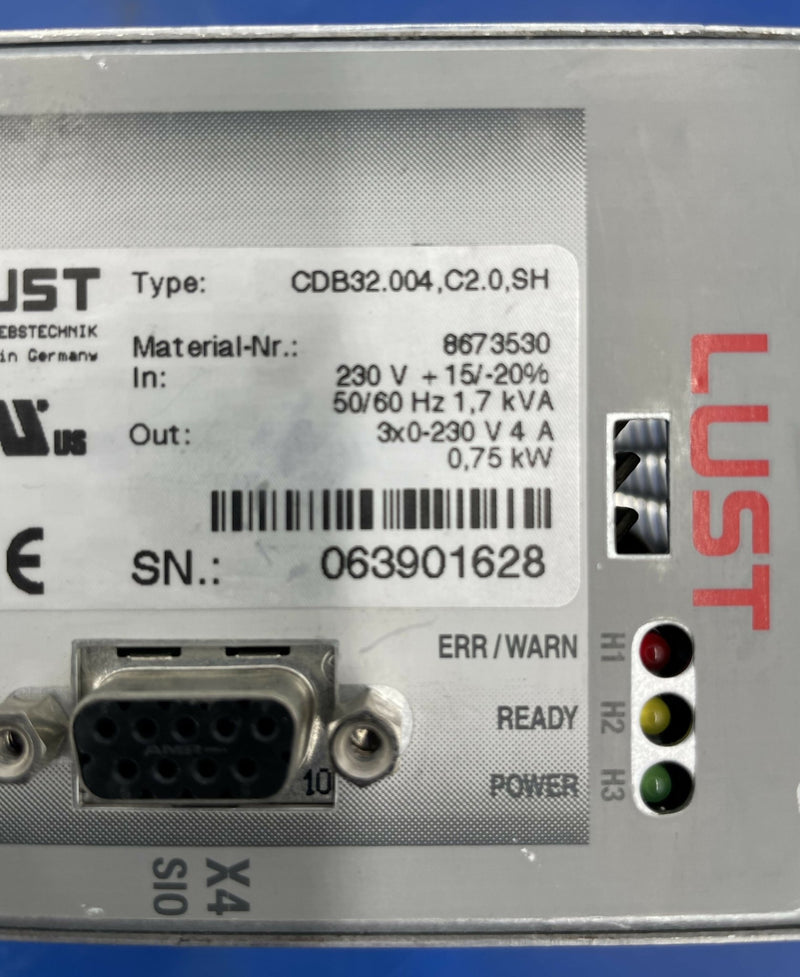 UST
EBSTECHNIK
in Germany
US
Type: CDB32.004,C2.0,SH
Material-Nr.: 8673530
In: 230 V +15/-20%
50/60 Hz 1,7 kVA
Out: 3x0-230 V 4 A
0,75 kW
SN.: 063901628
LUST
ERR/WARN H1
READY H2
POWER H3
AMP
10
X4
SIO